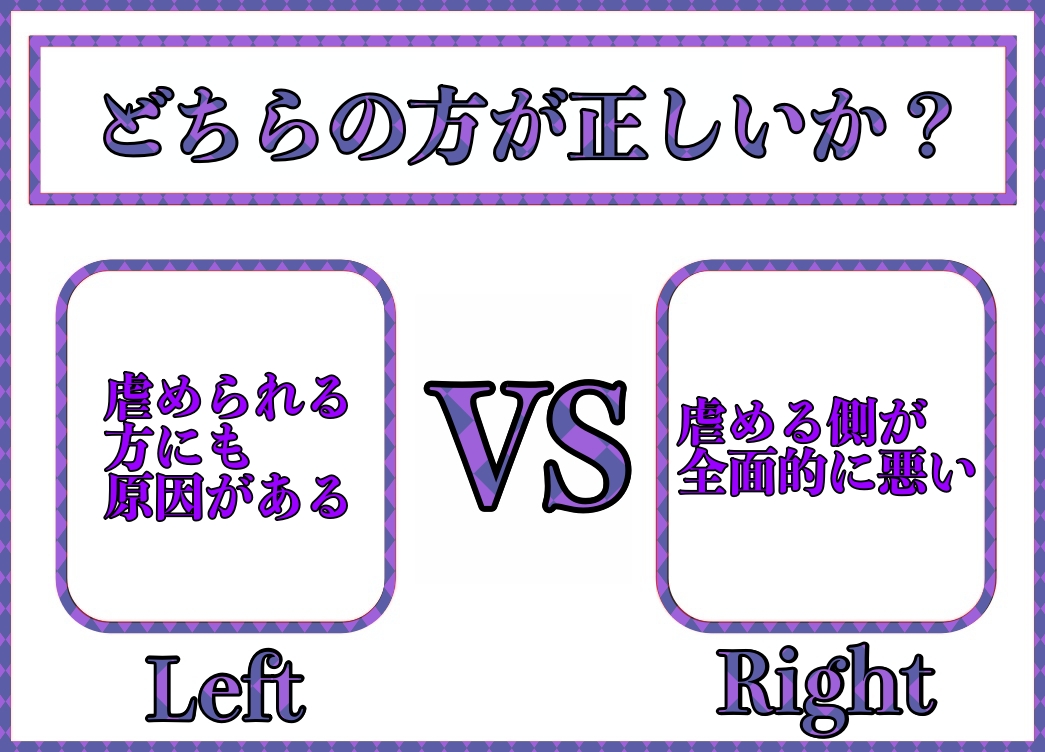 どちらの方が正しいか？
虐められる
方にも
原因がある
VS
虐める側が
全面的に悪い
Left
Right